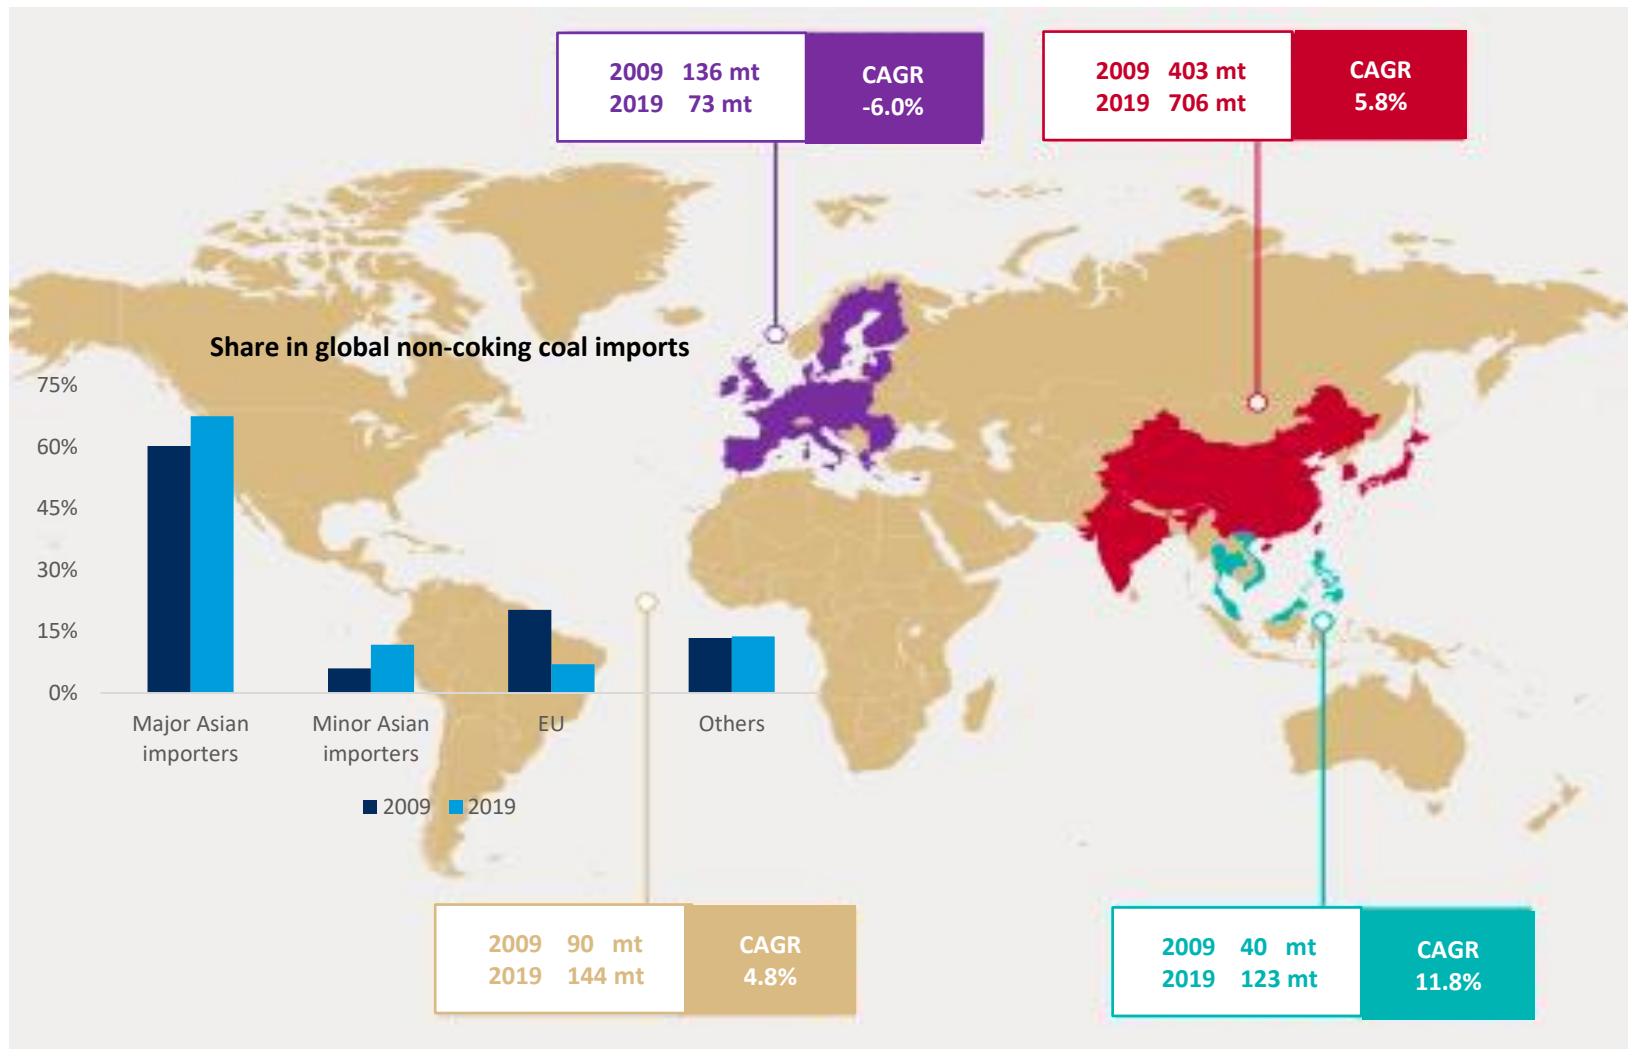 2009 136 mt
2019 73 mt
CAGR
-6.0%
2009 403 mt
2019 706 mt
CAGR
5.8%
Share in global non-coking coal imports
75%
60%
45%
30%
15%
0%
Major Asian
importers
Minor Asian
importers
EU
Others
2009 2019
2009 90 mt
2019 144 mt
CAGR
4.8%
2009 40 mt
2019 123 mt
CAGR
11.8%